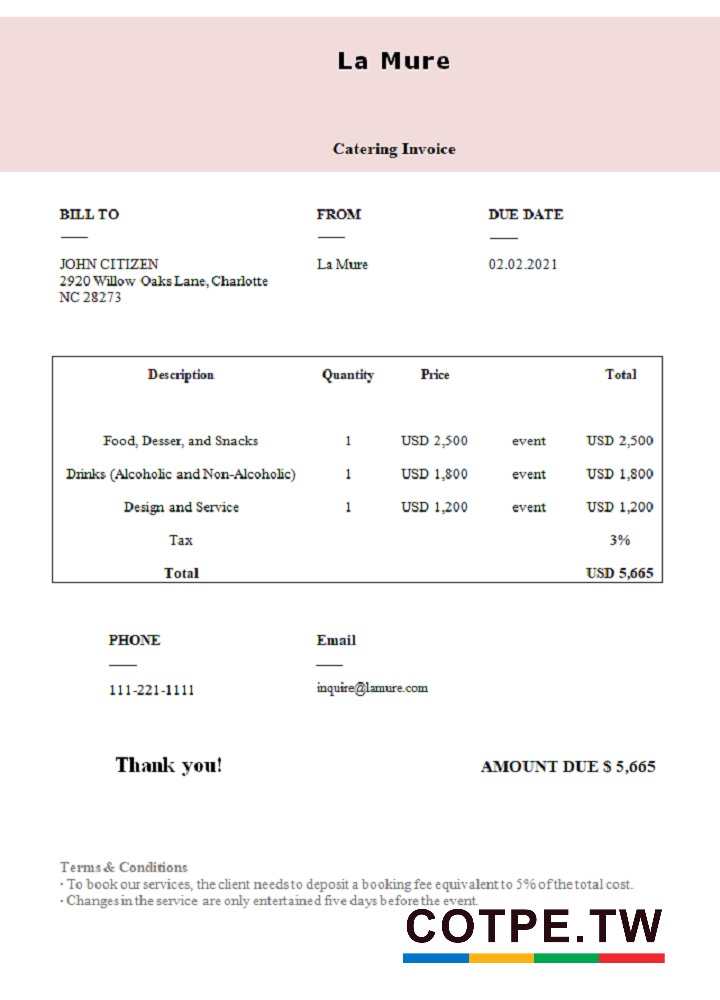 La Mure
Catering Invoice
BILL TO FROM DUE DATE
JOHN CITIZEN La Mure 02.02.2021
2920 Willow Oaks Lane, Charlotte
NC 28273
Description Quantity Price Total
Food, Desser, and Snacks 1 USD 2,500 event USD 2,500
Drinks (Alcoholic and Non-Alcoholic) 1 USD 1,800 event USD 1,800
Design and Service 1 USD 1,200 event USD 1,200
Tax 3%
Total USD 5,665
PHONE Email
111-221-1111 inquire@lamure.com
Thank you! AMOUNT DUE $ 5,665
Terms & Conditions
· To book our services, the client needs to deposit a booking fee equivalent to 5% of the total cost.
· Changes in the service are only entertained five days before the event.
COTPE.TW